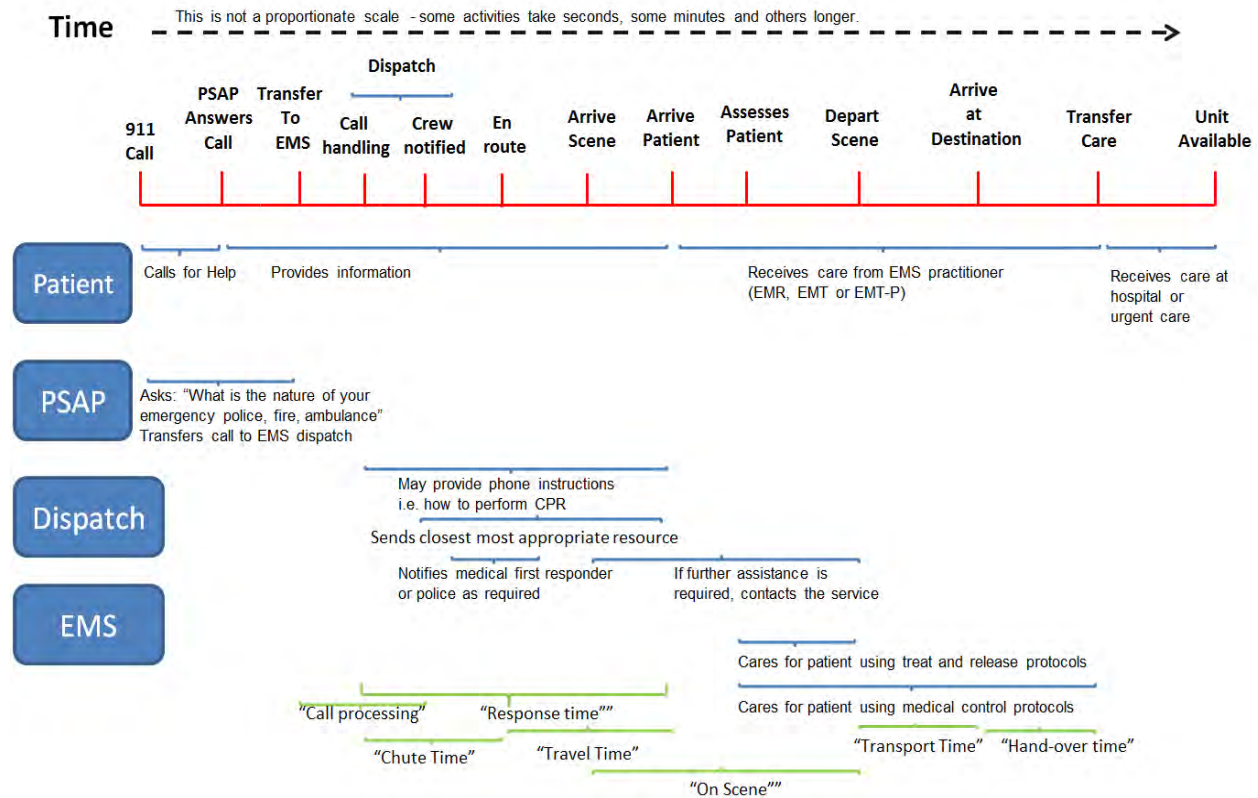 This is not a proportionate scale - some activities take seconds, some minutes and others longer.
Time
Dispatch
911
Call
PSAP
Answers
Call
Transfer
To
EMS
Call
handling
Crew
notified
En
route
Arrive
Scene
Arrive
Patient
Assesses
Patient
Depart
Scene
Arrive
at
Destination
Transfer
Care
Unit
Available
Patient
Calls for Help
Provides information
Receives care from EMS practitioner
(EMR, EMT or EMT-P)
Receives care at
hospital or
urgent care
PSAP
Asks: “What is the nature of your
emergency police, fire, ambulance”
Transfers call to EMS dispatch
Dispatch
May provide phone instructions
i.e. how to perform CPR
Sends closest most appropriate resource
Notifies medical first responder
or police as required
If further assistance is
required, contacts the service
EMS
Cares for patient using treat and release protocols
Cares for patient using medical control protocols
“Call processing”
“Response time””
“Chute Time”
“Travel Time”
“Transport Time”
“Hand-over time”
“On Scene””